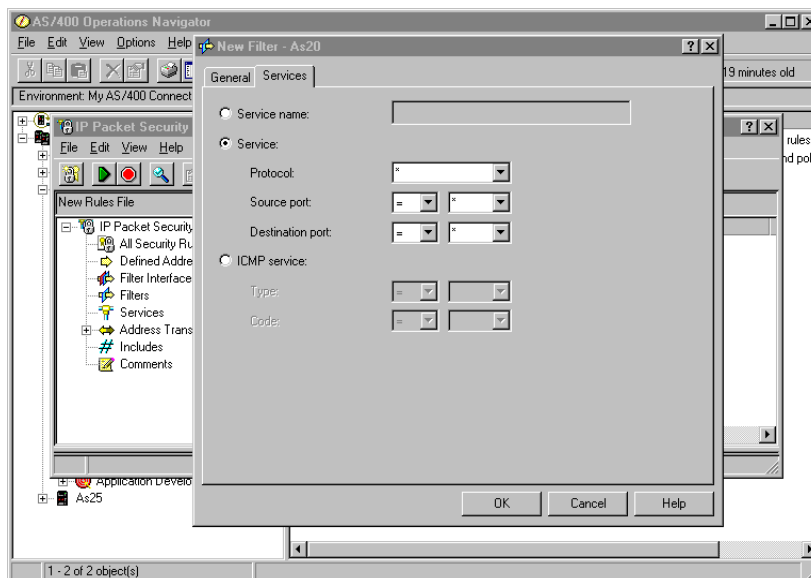 AS/400 Operations Navigator
File Edit View Options Help
19 minutes old
Environment: My AS/400 Connect
IP Packet Security
File Edit View Help
New Rules File
IP Packet Security
All Security Ru
Defined Addre
Filter Interface
Filters
Services
Address Trans
Includes
Comments
Application Develo
As25
rules
nd pol
1 - 2 of 2 object(s)
New Filter - As20
General Services
Service name:
Service:
Protocol: *
Source port: = *
Destination port: = *
ICMP service:
Type: =
Code: =
OK Cancel Help